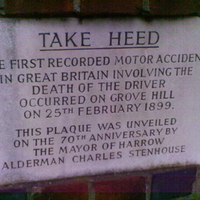 TAKE HEED
E FIRST RECORDED MOTOR ACCIDEN
IN GREAT BRITAIN INVOLVING THE
DEATH OF THE DRIVER
OCCURRED ON GROVE HILL
ON 25TH FEBRUARY 1899.
THIS PLAQUE WAS UNVEILED
ON THE 70TH ANNIVERSARY BY
THE MAYOR OF HARROW
ALDERMAN CHARLES STENHOUSE